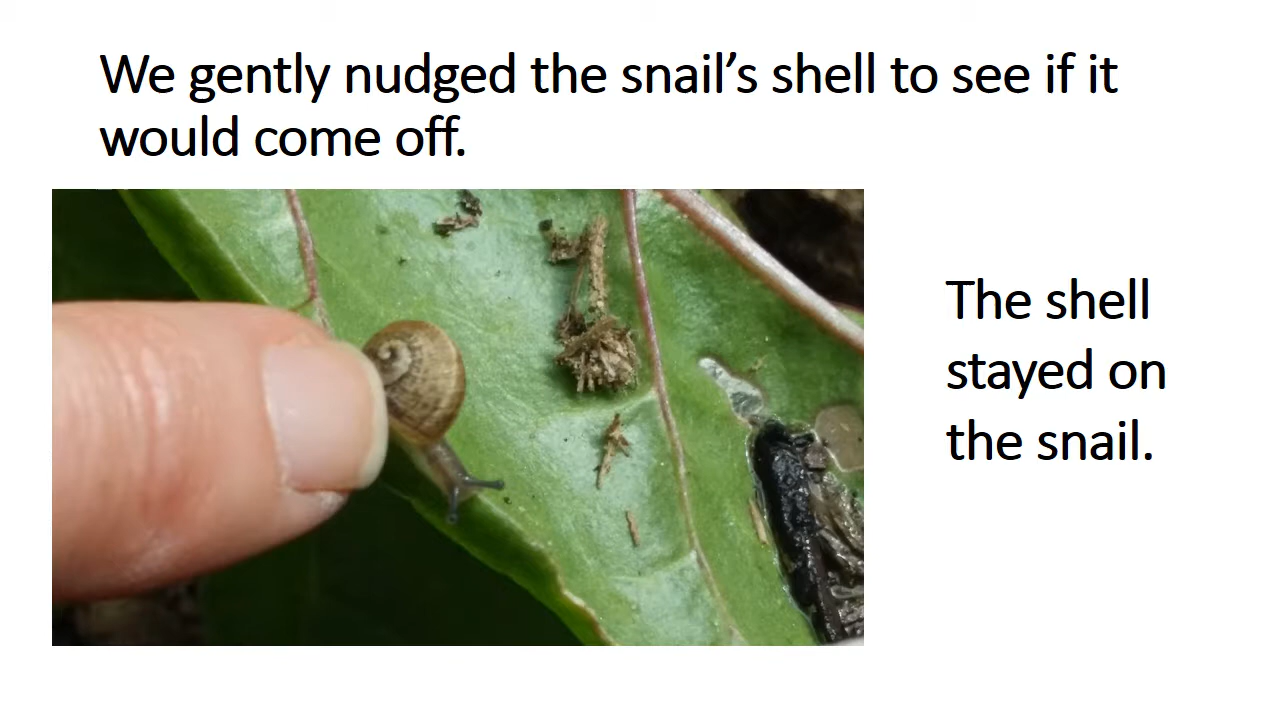 We gently nudged the snail’s shell to see if it
would come off.
The shell
stayed on
the snail.